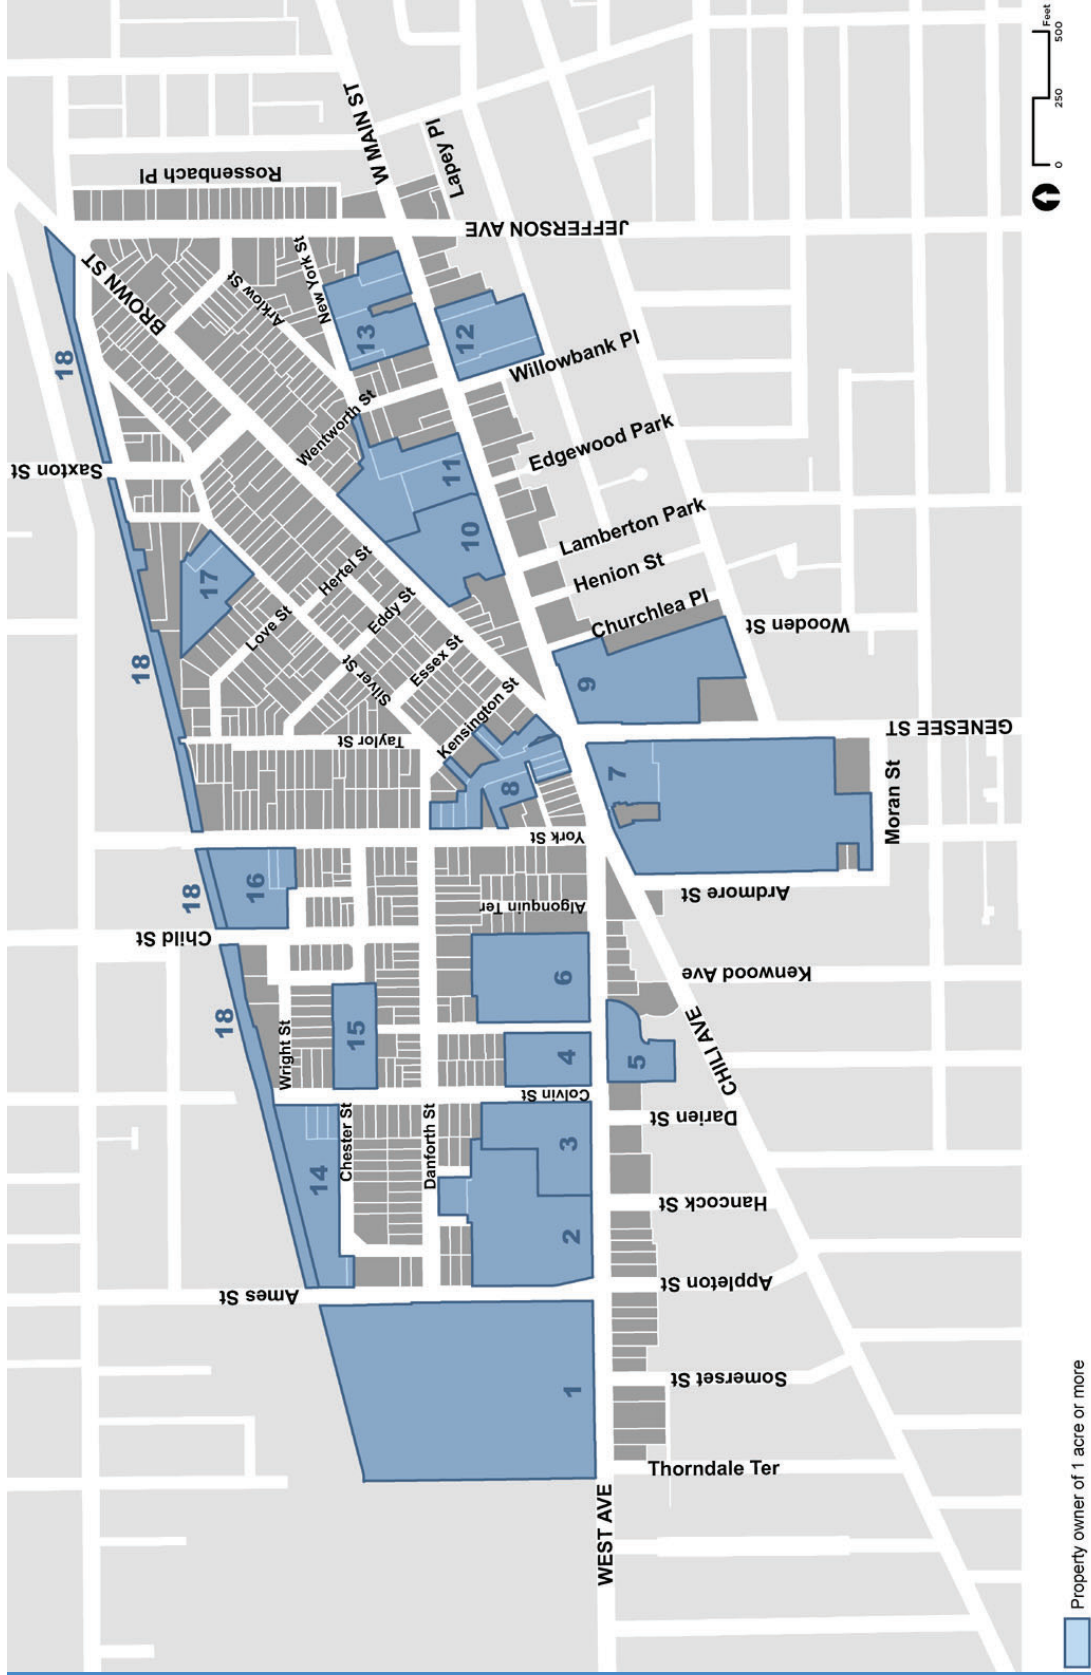 Rossenbach Pl
W MAIN ST
Lapey Pl
JEFFERSON AVE
BROWN ST
New York St
Arklow St
18
13
12
Willowbank Pl
Wentworth St
Saxton St
Edgewood Park
11
10
Lamberton Park
Henion St
Churchlea Pl
Wooden St
17
Hertel St
Love St
Eddy St
Essex St
Silver St
18
Kensington St
Taylor St
9
GENESEE ST
8
7
Moran St
York St
Ardmore St
16
18
Algonquin Ter
Child St
6
Kenwood Ave
18
15
Wright St
4
5
CHILI AVE
Colvin St
Darien St
14
Chester St
Danforth St
3
2
Hancock St
Ames St
Appleton St
1
Somerset St
Thorndale Ter
WEST AVE
0 250 500
Feet
Property owner of 1 acre or more